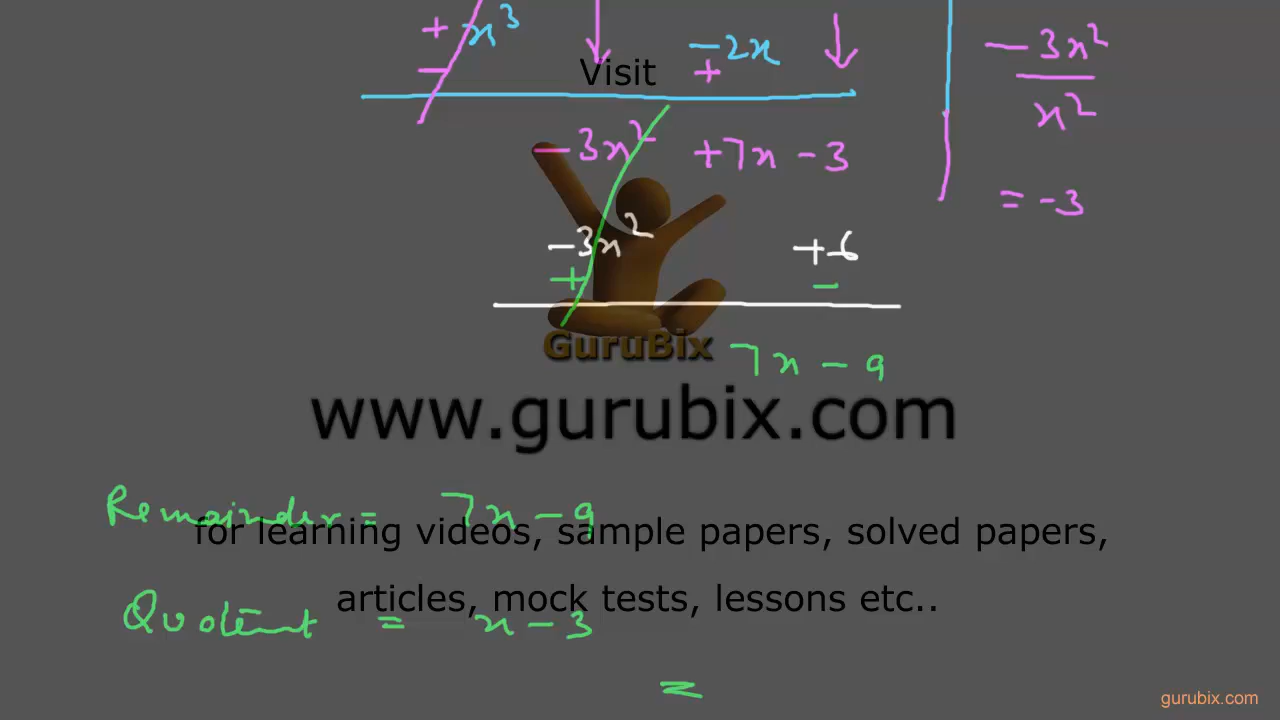 + x³ -2x
- +
Visit
-3x² +7x -3
-3x² +6
+ -
7x - 9
-3x²
x²
= -3
GuruBix
www.gurubix.com
Remainder = 7x - 9
for learning videos, sample papers, solved papers,
articles, mock tests, lessons etc..
Quotient = x - 3
=
gurubix.com